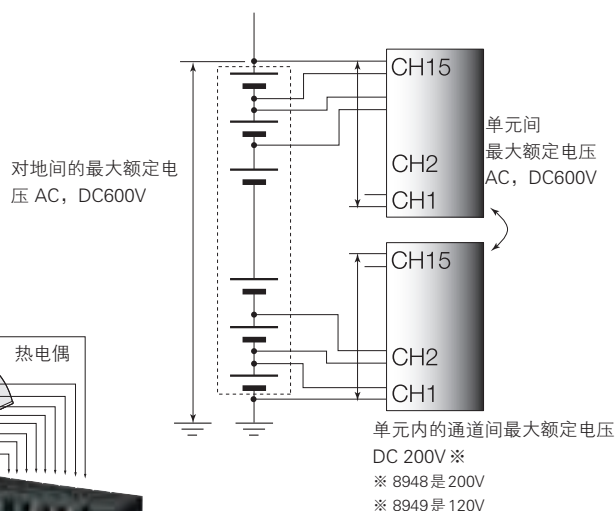 CH15
CH2
CH1
单元间
最大额定电压
AC，DC600V
对地间的最大额定电
压 AC，DC600V
CH15
CH2
CH1
热电偶
单元内的通道间最大额定电压
DC 200V※
※ 8948是200V
※ 8949是120V